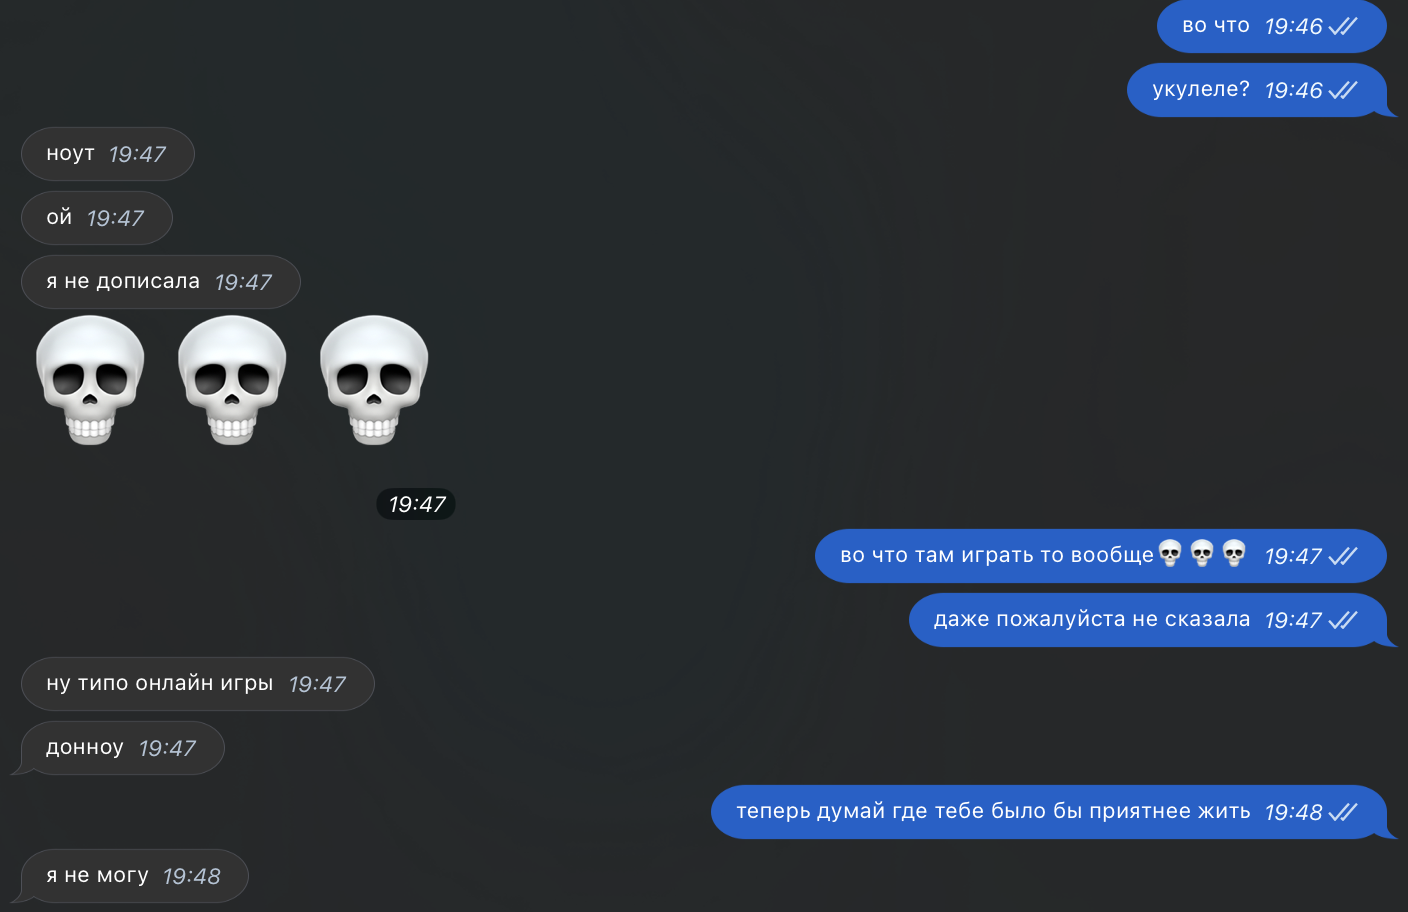 во что 19:46
укулеле? 19:46
ноут 19:47
ой 19:47
я не дописала 19:47
💀💀💀
19:47
во что там играть то вообще💀💀💀 19:47
даже пожалуйста не сказала 19:47
ну типо онлайн игры 19:47
донноу 19:47
теперь думай где тебе было бы приятнее жить 19:48
я не могу 19:48